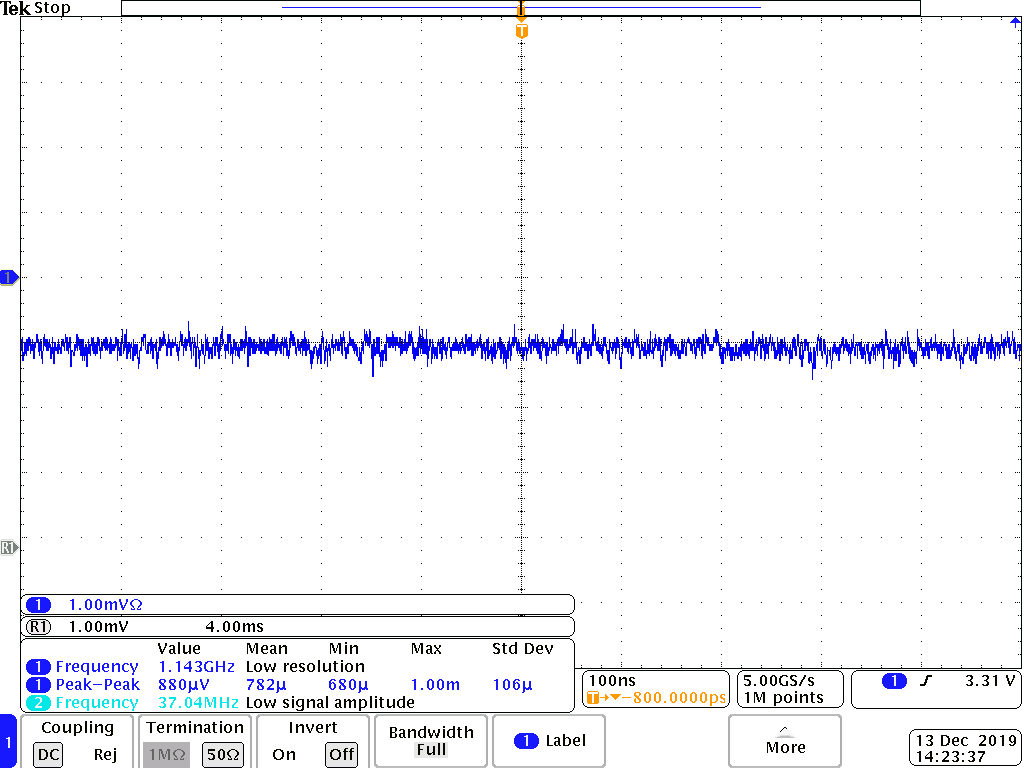 Tek Stop
T
1
R1
1 1.00mVΩ
R1 1.00mV 4.00ms
Value Mean Min Max Std Dev
1 Frequency 1.143GHz Low resolution
1 Peak-Peak 880µV 782µ 680µ 1.00m 106µ
2 Frequency 37.04MHz Low signal amplitude
100ns
T→▼-800.0000ps
5.00GS/s
1M points
1 ƒ 3.31 V
1
Coupling
DC Rej
Termination
1MΩ 50Ω
Invert
On Off
Bandwidth
Full
1 Label
More
13 Dec 2019
14:23:37